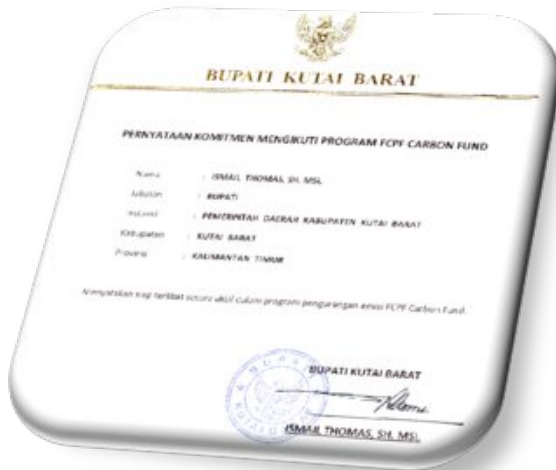 BUPATI KUTAI BARAT
PERNYATAAN KOMITMEN MENGIKUTI PROGRAM FCPF CARBON FUND
Nama : ISMAIL THOMAS, SH, MSI.
Jabatan : BUPATI
Instansi : PEMERINTAH DAERAH KABUPATEN KUTAI BARAT
Kabupaten : KUTAI BARAT
Provinsi : KALIMANTAN TIMUR
Menyatakan siap terlibat secara aktif dalam program pengurangan emisi FCPF Carbon Fund.
BUPATI KUTAI BARAT
BUPATI
ISMAIL THOMAS, SH, MSI.